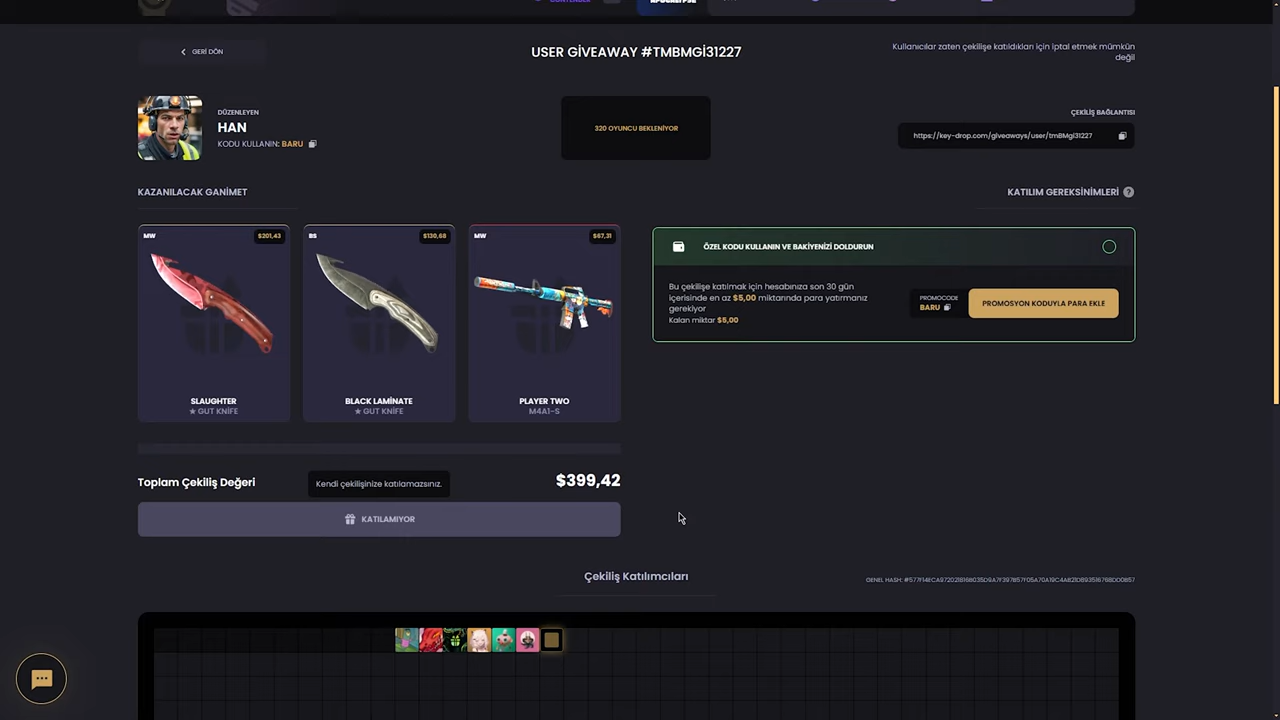 GERİ DÖN
USER GİVEAWAY #TMBMGİ31227
Kullanıcılar zaten çekilişe katıldıkları için iptal etmek mümkün
değil
DÜZENLEYEN
HAN
KODU KULLANIN: BARU
320 OYUNCU BEKLENİYOR
ÇEKİLİŞ BAĞLANTISI
https://key-drop.com/giveaways/user/tmBMgi31227
KAZANILACAK GANİMET
KATILIM GEREKSİNİMLERİ ?
MW $201,43
BS $130,68
MW $67,31
SLAUGHTER
★ GUT KNİFE
BLACK LAMİNATE
★ GUT KNİFE
PLAYER TWO
M4A1-S
ÖZEL KODU KULLANIN VE BAKİYENİZİ DOLDURUN
Bu çekilişe katılmak için hesabınıza son 30 gün
içerisinde en az $5,00 miktarında para yatırmanız
gerekiyor
Kalan miktar $5,00
PROMOCODE
BARU
PROMOSYON KODUYLA PARA EKLE
Toplam Çekiliş Değeri
Kendi çekilişinize katılamazsınız.
$399,42
KATILAMIYOR
Çekiliş Katılımcıları
GENEL HASH: